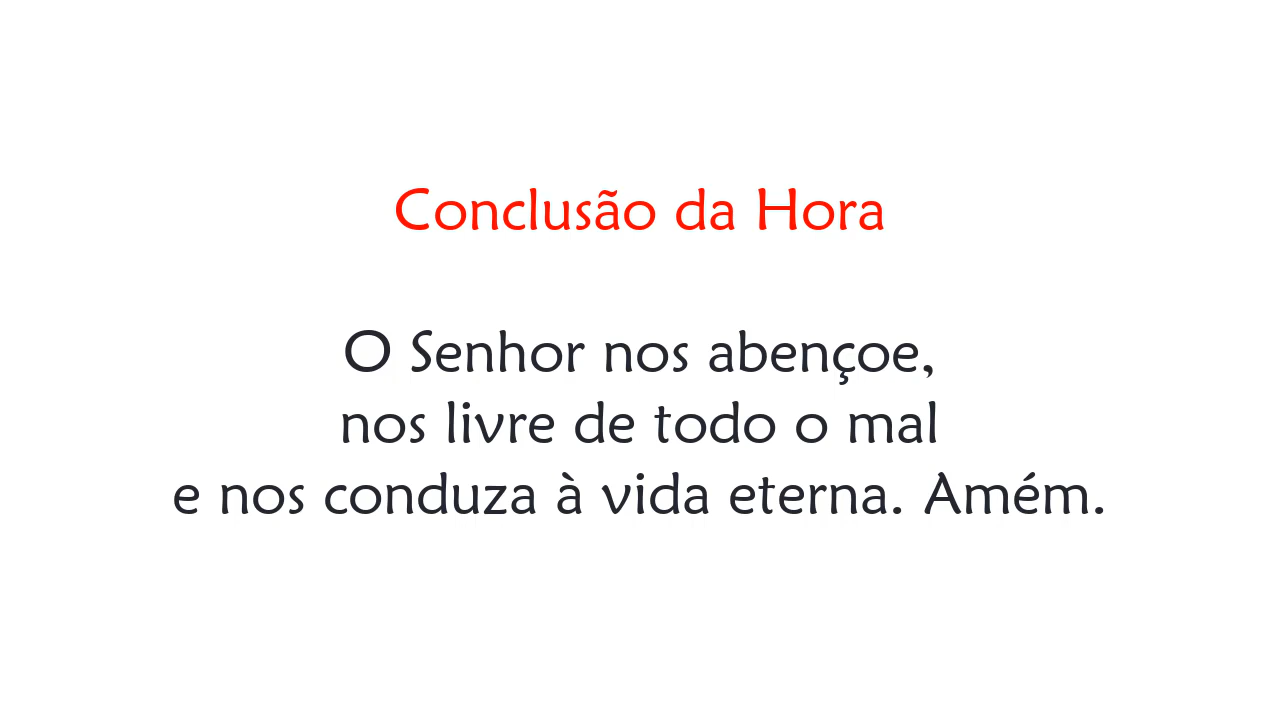 Conclusão da Hora
O Senhor nos abençoe,
nos livre de todo o mal
e nos conduza à vida eterna. Amém.